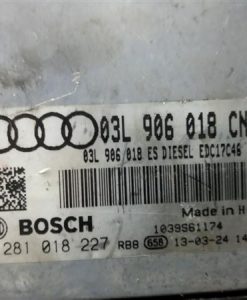 03L 906 018 CN
03L 906 018 ES DIESEL EDC17C46
Made in H
BOSCH
1039S61174
281 018 227 RBB 658 13-03-24 14